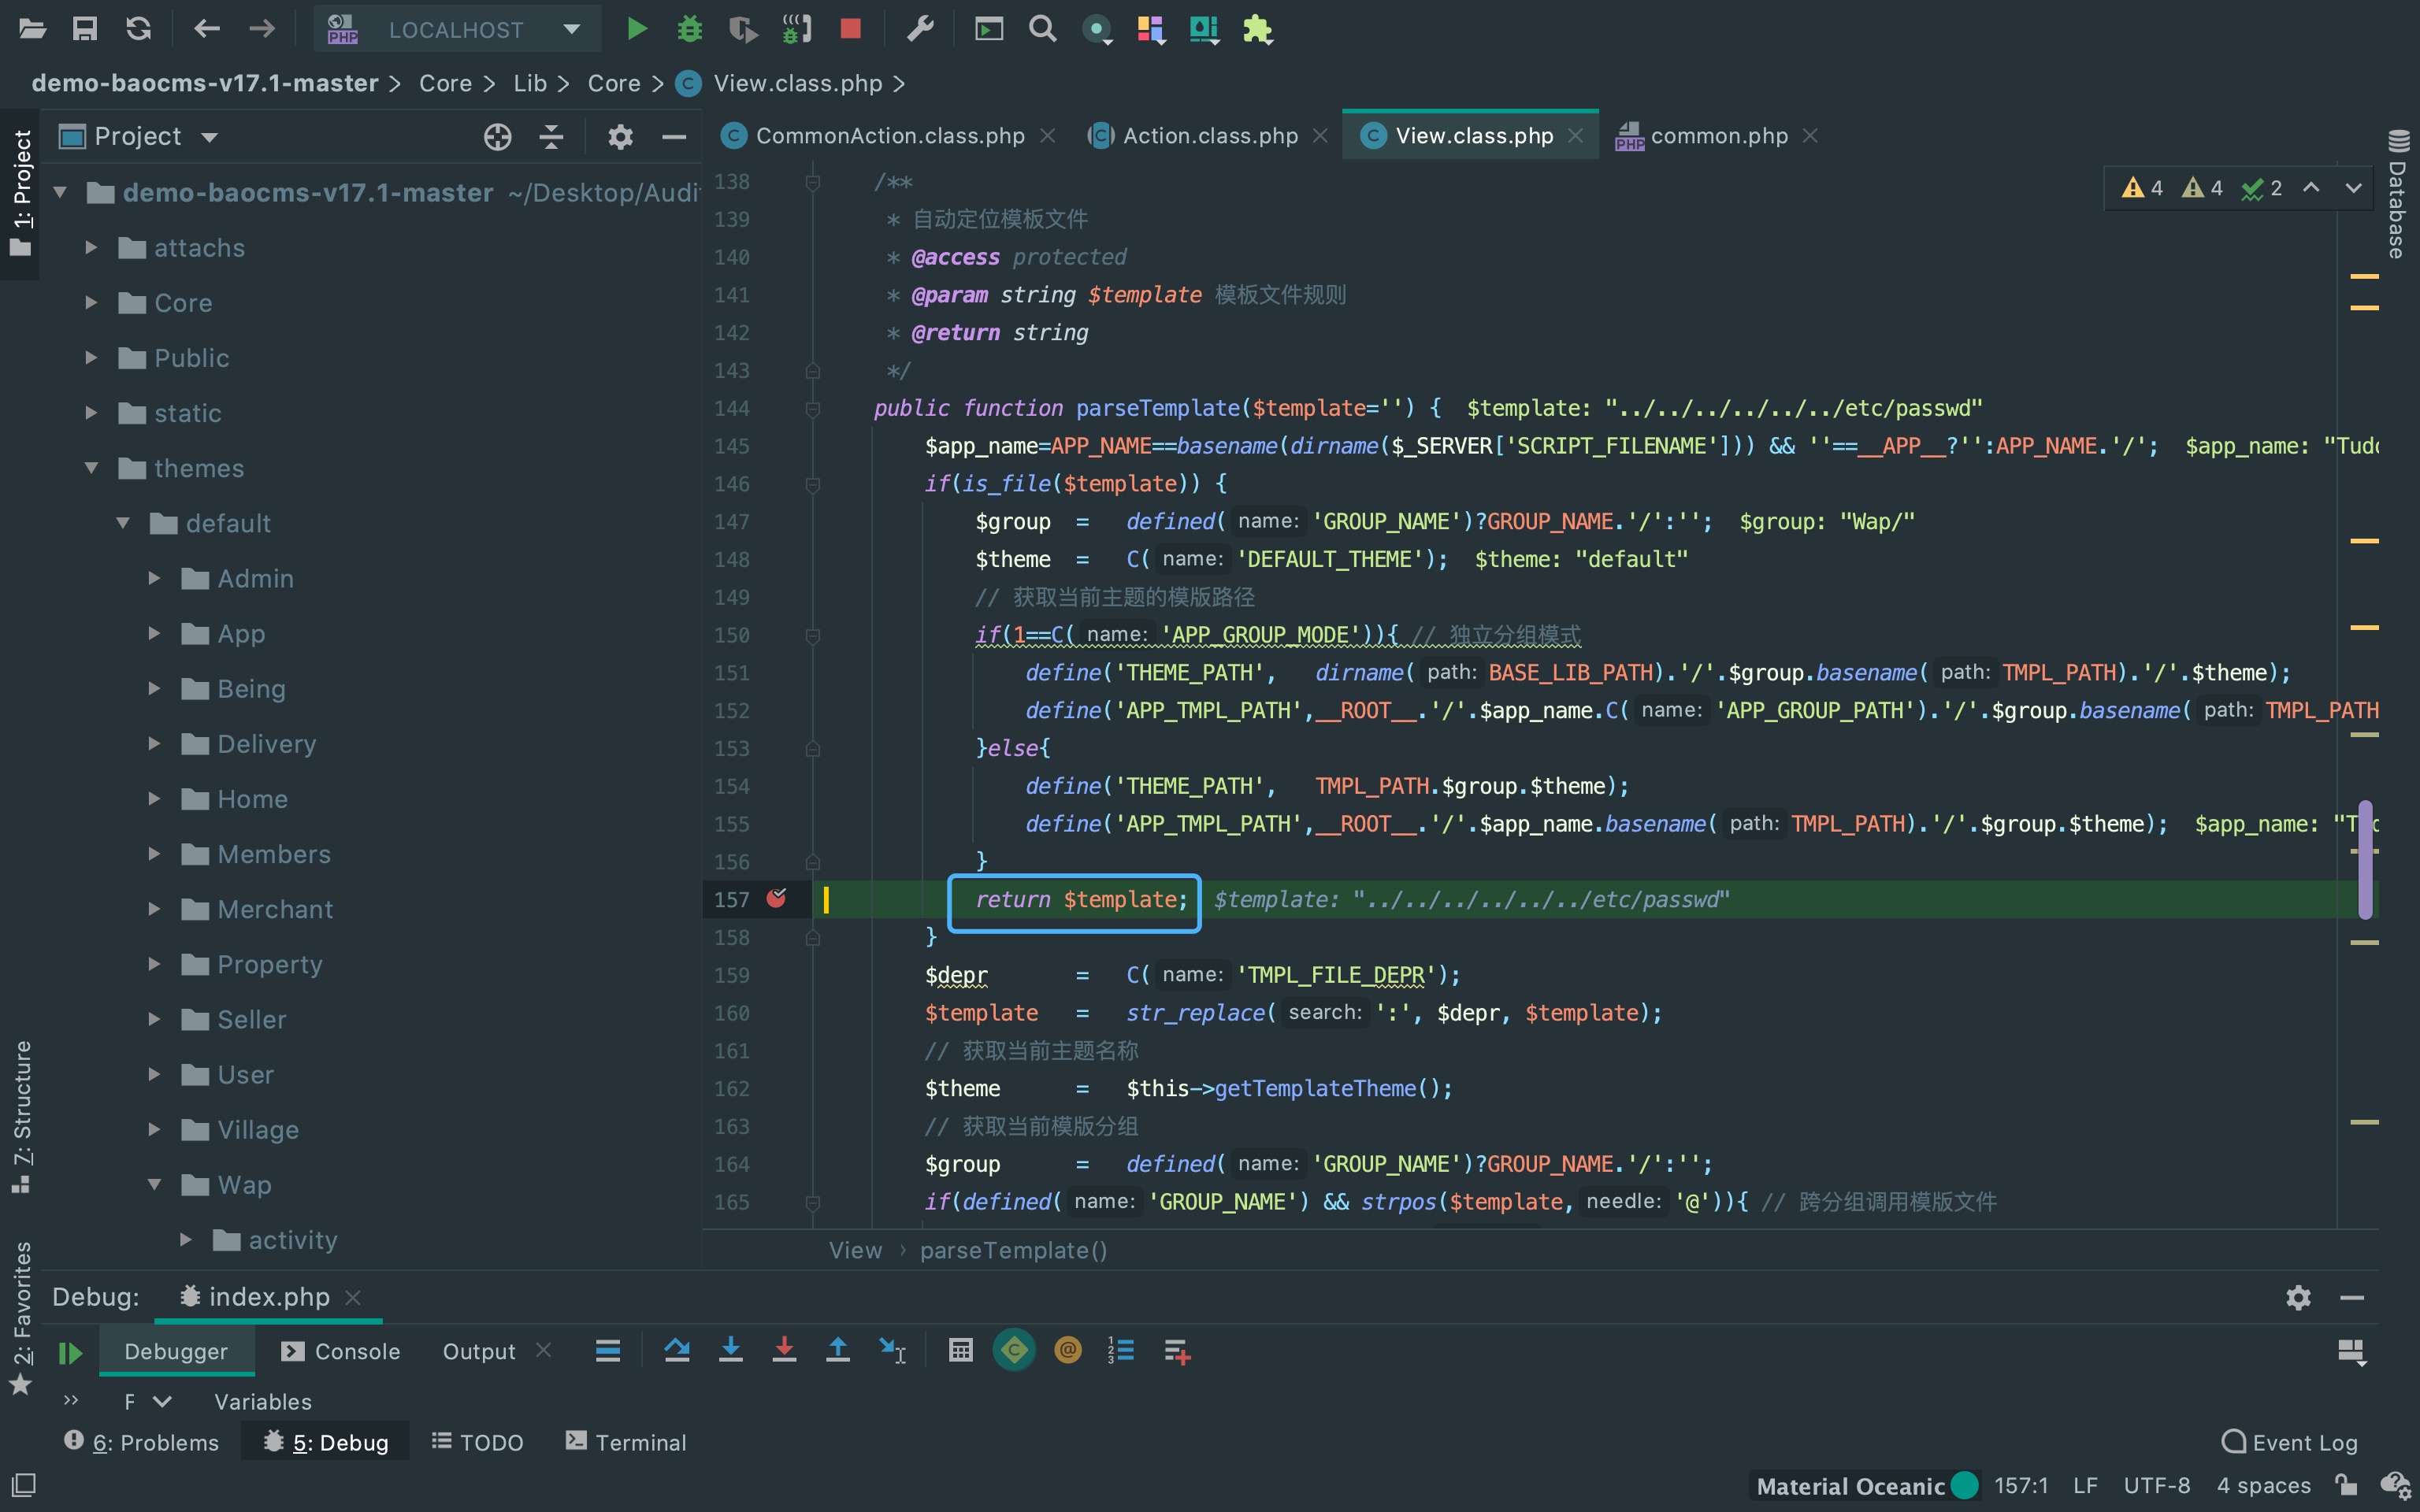 LOCALHOST
demo-baocms-v17.1-master > Core > Lib > Core > View.class.php >
Project
CommonAction.class.php
Action.class.php
View.class.php
common.php
1: Project
7: Structure
2: Favorites
Database
demo-baocms-v17.1-master ~/Desktop/Audi
attachs
Core
Public
static
themes
default
Admin
App
Being
Delivery
Home
Members
Merchant
Property
Seller
User
Village
Wap
activity
4 4 2
138 /**
139 * 自动定位模板文件
140 * @access protected
141 * @param string $template 模板文件规则
142 * @return string
143 */
144 public function parseTemplate($template='') { $template: "../../../../../../etc/passwd"
145 $app_name=APP_NAME==basename(dirname($_SERVER['SCRIPT_FILENAME'])) && ''==__APP__?'':APP_NAME.'/'; $app_name: "Tudo
146 if(is_file($template)) {
147 $group = defined( name: 'GROUP_NAME')?GROUP_NAME.'/':''; $group: "Wap/"
148 $theme = C( name: 'DEFAULT_THEME'); $theme: "default"
149 // 获取当前主题的模版路径
150 if(1==C( name: 'APP_GROUP_MODE')){ // 独立分组模式
151 define('THEME_PATH', dirname( path: BASE_LIB_PATH).'/'.$group.basename( path: TMPL_PATH).'/'.$theme);
152 define('APP_TMPL_PATH',__ROOT__.'/'.$app_name.C( name: 'APP_GROUP_PATH').'/'.$group.basename( path: TMPL_PATH
153 }else{
154 define('THEME_PATH', TMPL_PATH.$group.$theme);
155 define('APP_TMPL_PATH',__ROOT__.'/'.$app_name.basename( path: TMPL_PATH).'/'.$group.$theme); $app_name:
156 }
157 return $template; $template: "../../../../../../etc/passwd"
158 }
159 $depr = C( name: 'TMPL_FILE_DEPR');
160 $template = str_replace( search: ':', $depr, $template);
161 // 获取当前主题名称
162 $theme = $this->getTemplateTheme();
163 // 获取当前模版分组
164 $group = defined( name: 'GROUP_NAME')?GROUP_NAME.'/':'';
165 if(defined( name: 'GROUP_NAME') && strpos($template, needle: '@')){ // 跨分组调用模版文件
View › parseTemplate()
Debug: index.php
Debugger Console Output
F Variables
6: Problems 5: Debug TODO Terminal Event Log
Material Oceanic 157:1 LF UTF-8 4 spaces